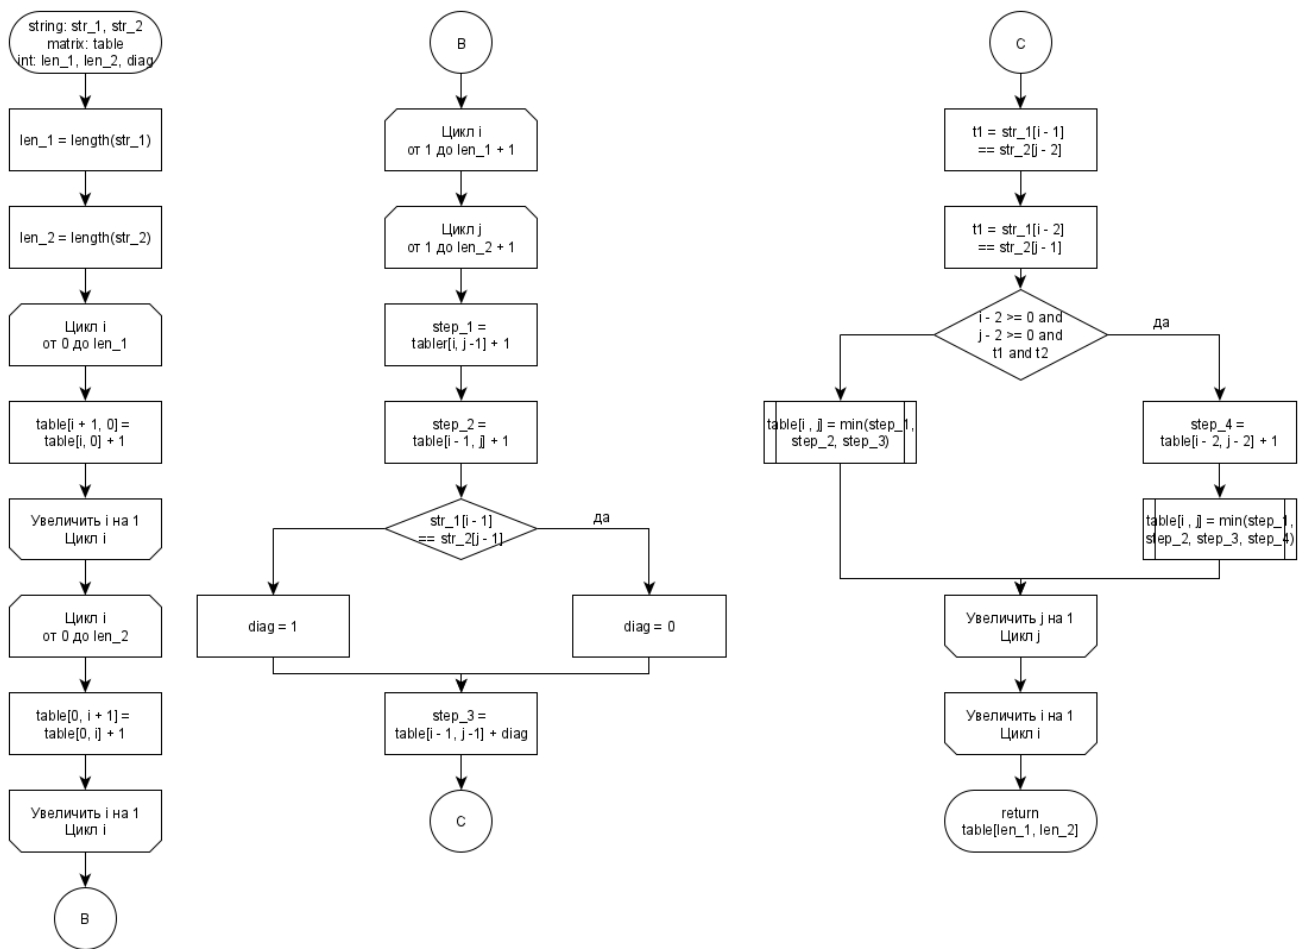 string: str_1, str_2
matrix: table
int: len_1, len_2, diag
len_1 = length(str_1)
len_2 = length(str_2)
Цикл i
от 0 до len_1
table[i + 1, 0] =
table[i, 0] + 1
Увеличить i на 1
Цикл i
Цикл i
от 0 до len_2
table[0, i + 1] =
table[0, i] + 1
Увеличить i на 1
Цикл i
B
B
Цикл i
от 1 до len_1 + 1
Цикл j
от 1 до len_2 + 1
step_1 =
tabler[i, j -1] + 1
step_2 =
table[i - 1, j] + 1
str_1[i - 1]
== str_2[j - 1]
да
diag = 1
diag = 0
step_3 =
table[i - 1, j -1] + diag
C
C
t1 = str_1[i - 1]
== str_2[j - 2]
t1 = str_1[i - 2]
== str_2[j - 1]
i - 2 >= 0 and
j - 2 >= 0 and
t1 and t2
да
table[i , j] = min(step_1,
step_2, step_3)
step_4 =
table[i - 2, j - 2] + 1
table[i , j] = min(step_1,
step_2, step_3, step_4)
Увеличить j на 1
Цикл j
Увеличить i на 1
Цикл i
return
table[len_1, len_2]